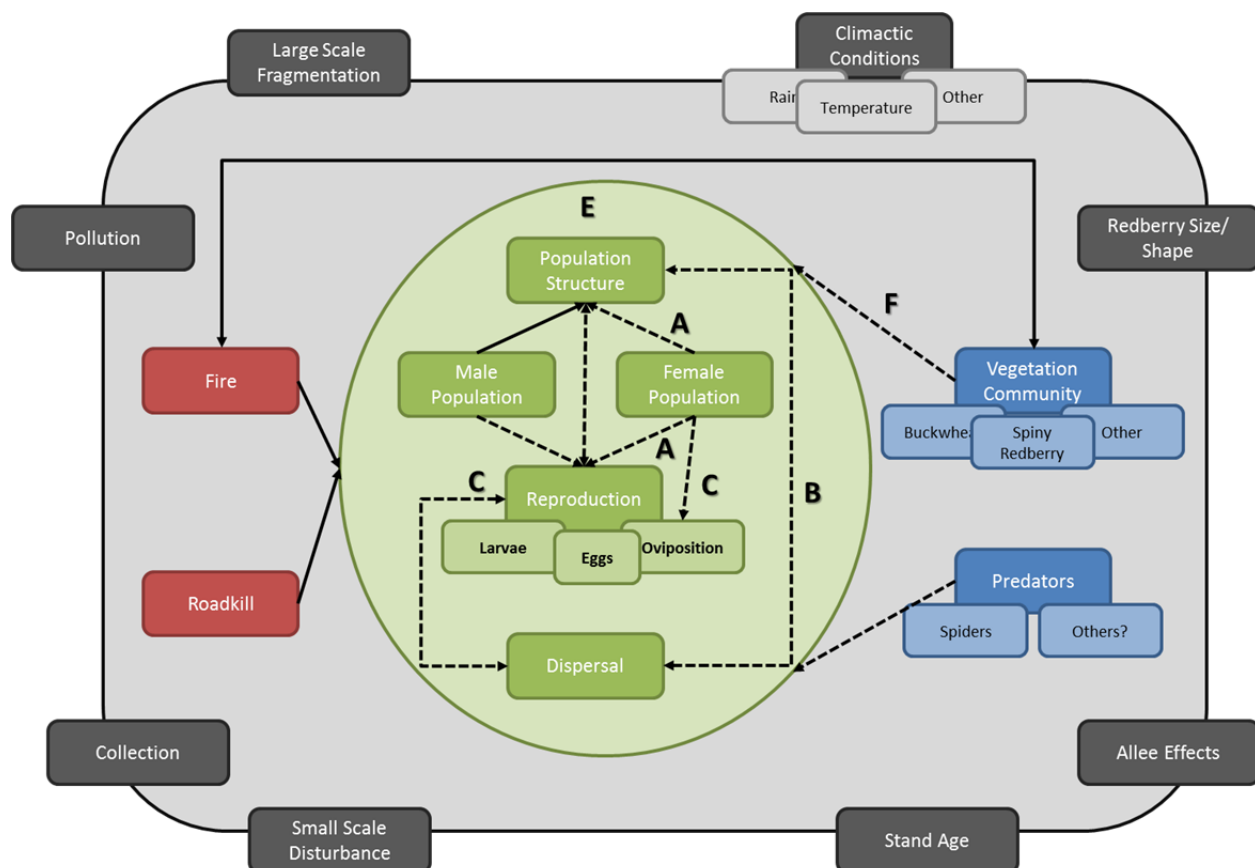 Large Scale
Fragmentation
Climactic
Conditions
Rain
Temperature
Other
Pollution
Redberry Size/
Shape
E
Population
Structure
F
A
Fire
Male
Population
Female
Population
Vegetation
Community
Buckwhea
Spiny
Redberry
Other
A
C
Reproduction
C
B
Larvae
Eggs
Oviposition
Roadkill
Predators
Spiders
Others?
Dispersal
Collection
Allee Effects
Small Scale
Disturbance
Stand Age